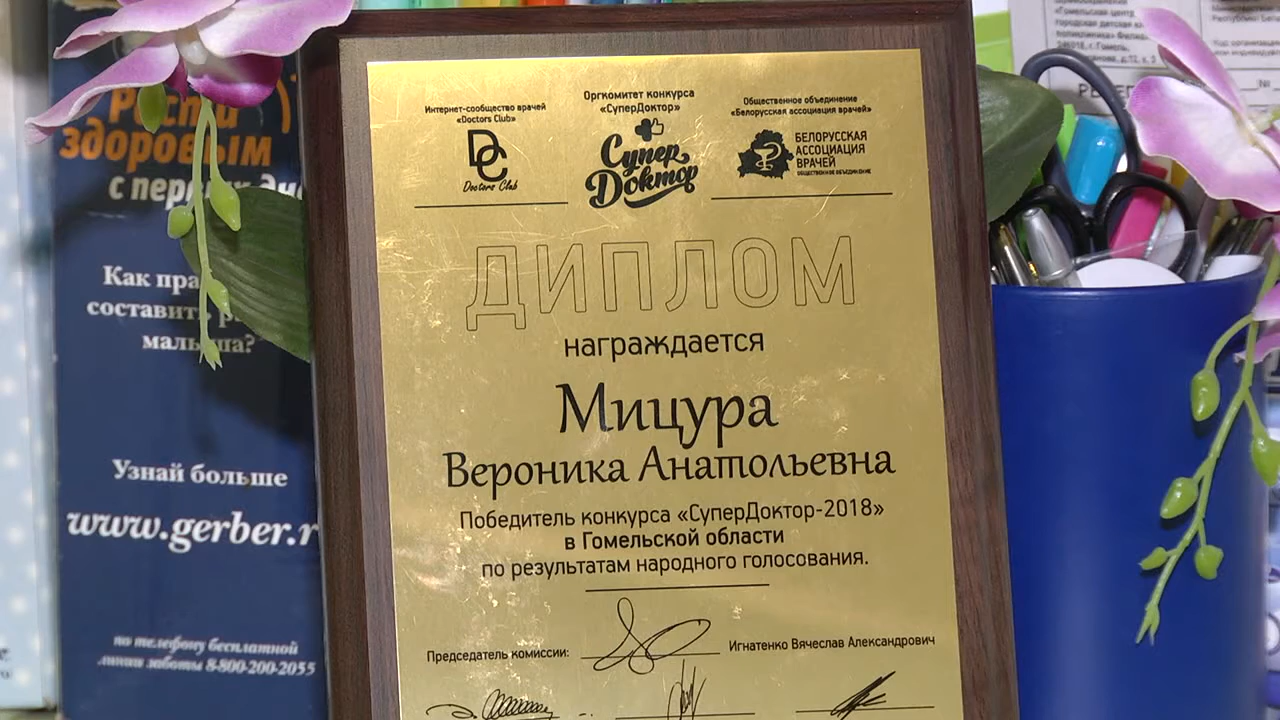 Интернет-сообщество врачей
«Doctors Club»
DC
Doctors Club
Оргкомитет конкурса
«СуперДоктор»
Супер
Доктор
Общественное объединение
«Белорусская ассоциация врачей»
БЕЛОРУССКАЯ
АССОЦИАЦИЯ
ВРАЧЕЙ
ОБЩЕСТВЕННОЕ ОБЪЕДИНЕНИЕ
ДИПЛОМ
награждается
Мицура
Вероника Анатольевна
Победитель конкурса «СуперДоктор-2018»
в Гомельской области
по результатам народного голосования.
Председатель комиссии:
Игнатенко Вячеслав Александрович
Расти
здоровым
с
Как
составить
малыша?
Узнай больше
www.gerber.r
по телефону бесплатной
линии заботы 8-800-200-2055